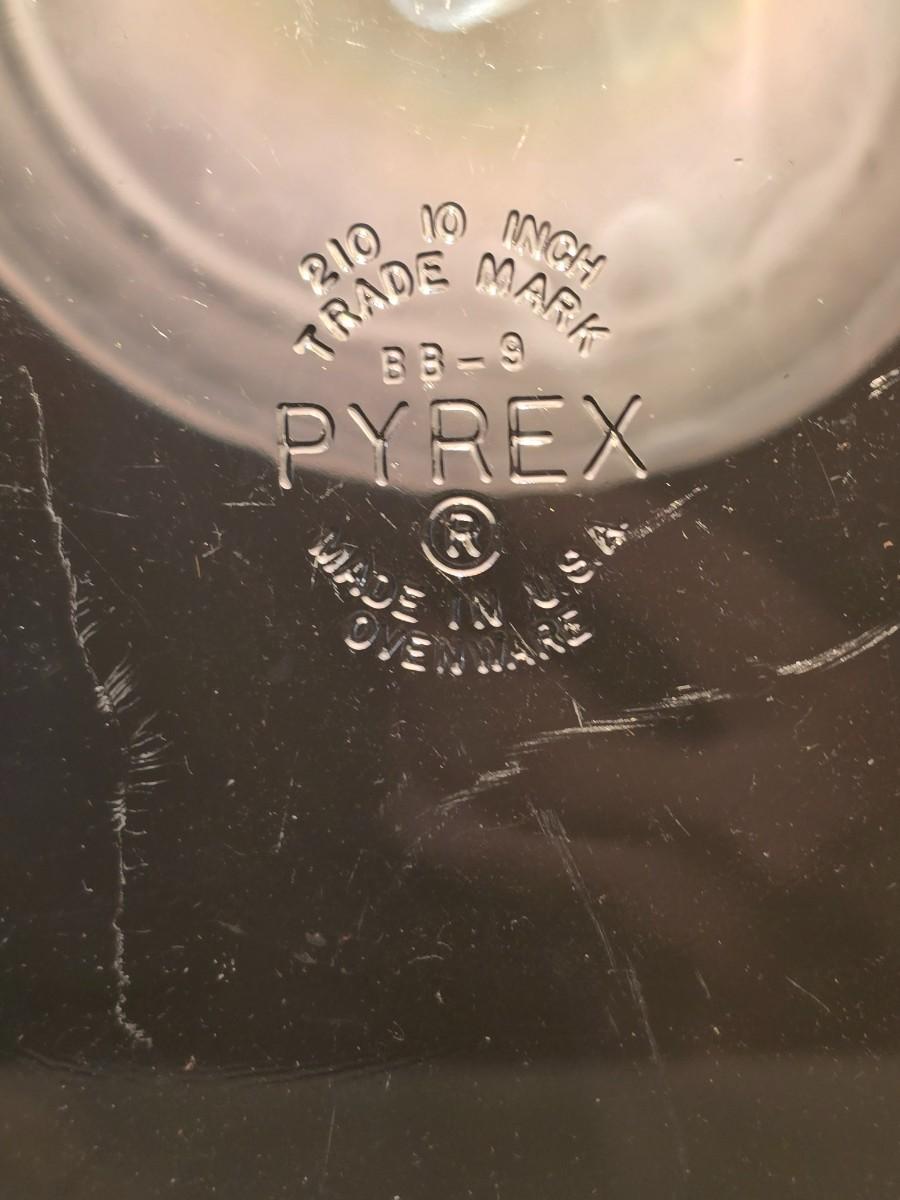 210 10 INCH
TRADE MARK
BB-9
PYREX
®
MADE IN U.S.A.
OVENWARE